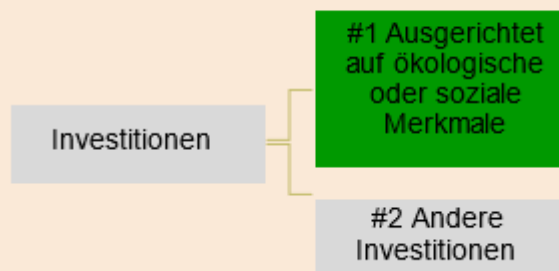 Investitionen
#1 Ausgerichtet
auf ökologische
oder soziale
Merkmale
#2 Andere
Investitionen